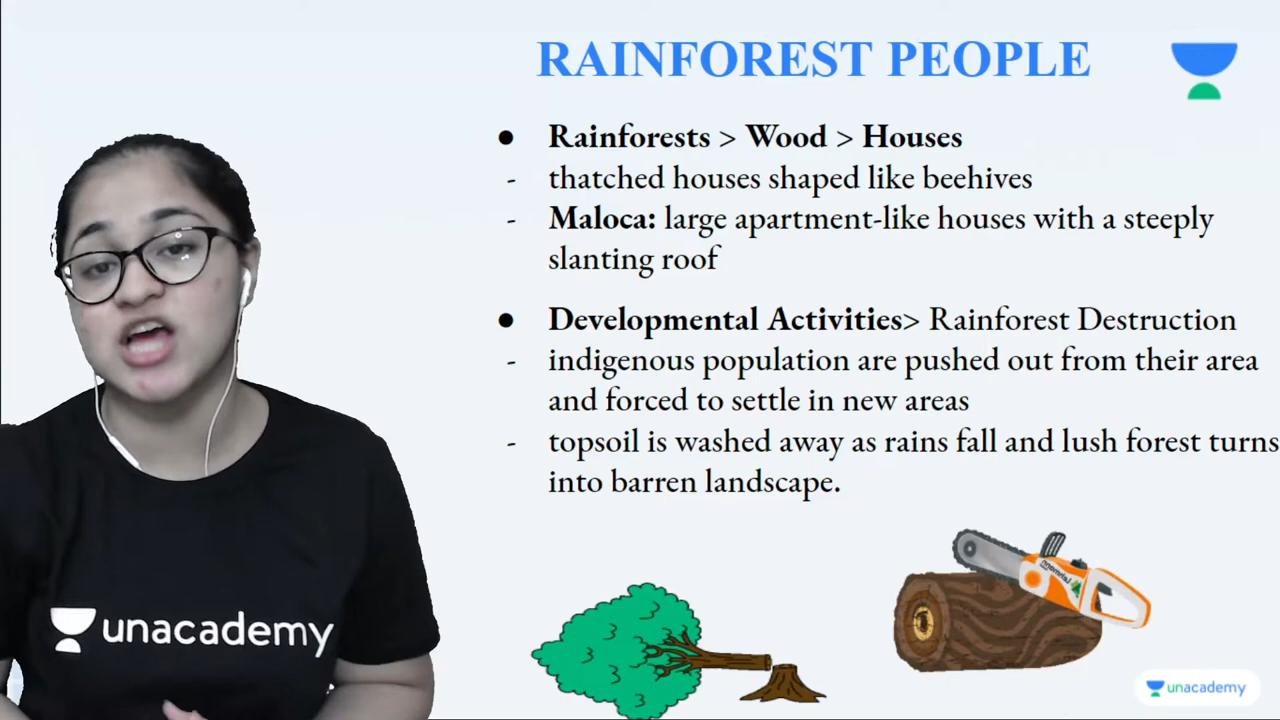 RAINFOREST PEOPLE
● Rainforests > Wood > Houses
- thatched houses shaped like beehives
- Maloca: large apartment-like houses with a steeply
slanting roof
● Developmental Activities> Rainforest Destruction
- indigenous population are pushed out from their area
and forced to settle in new areas
- topsoil is washed away as rains fall and lush forest turns
into barren landscape.
unacademy
unacademy